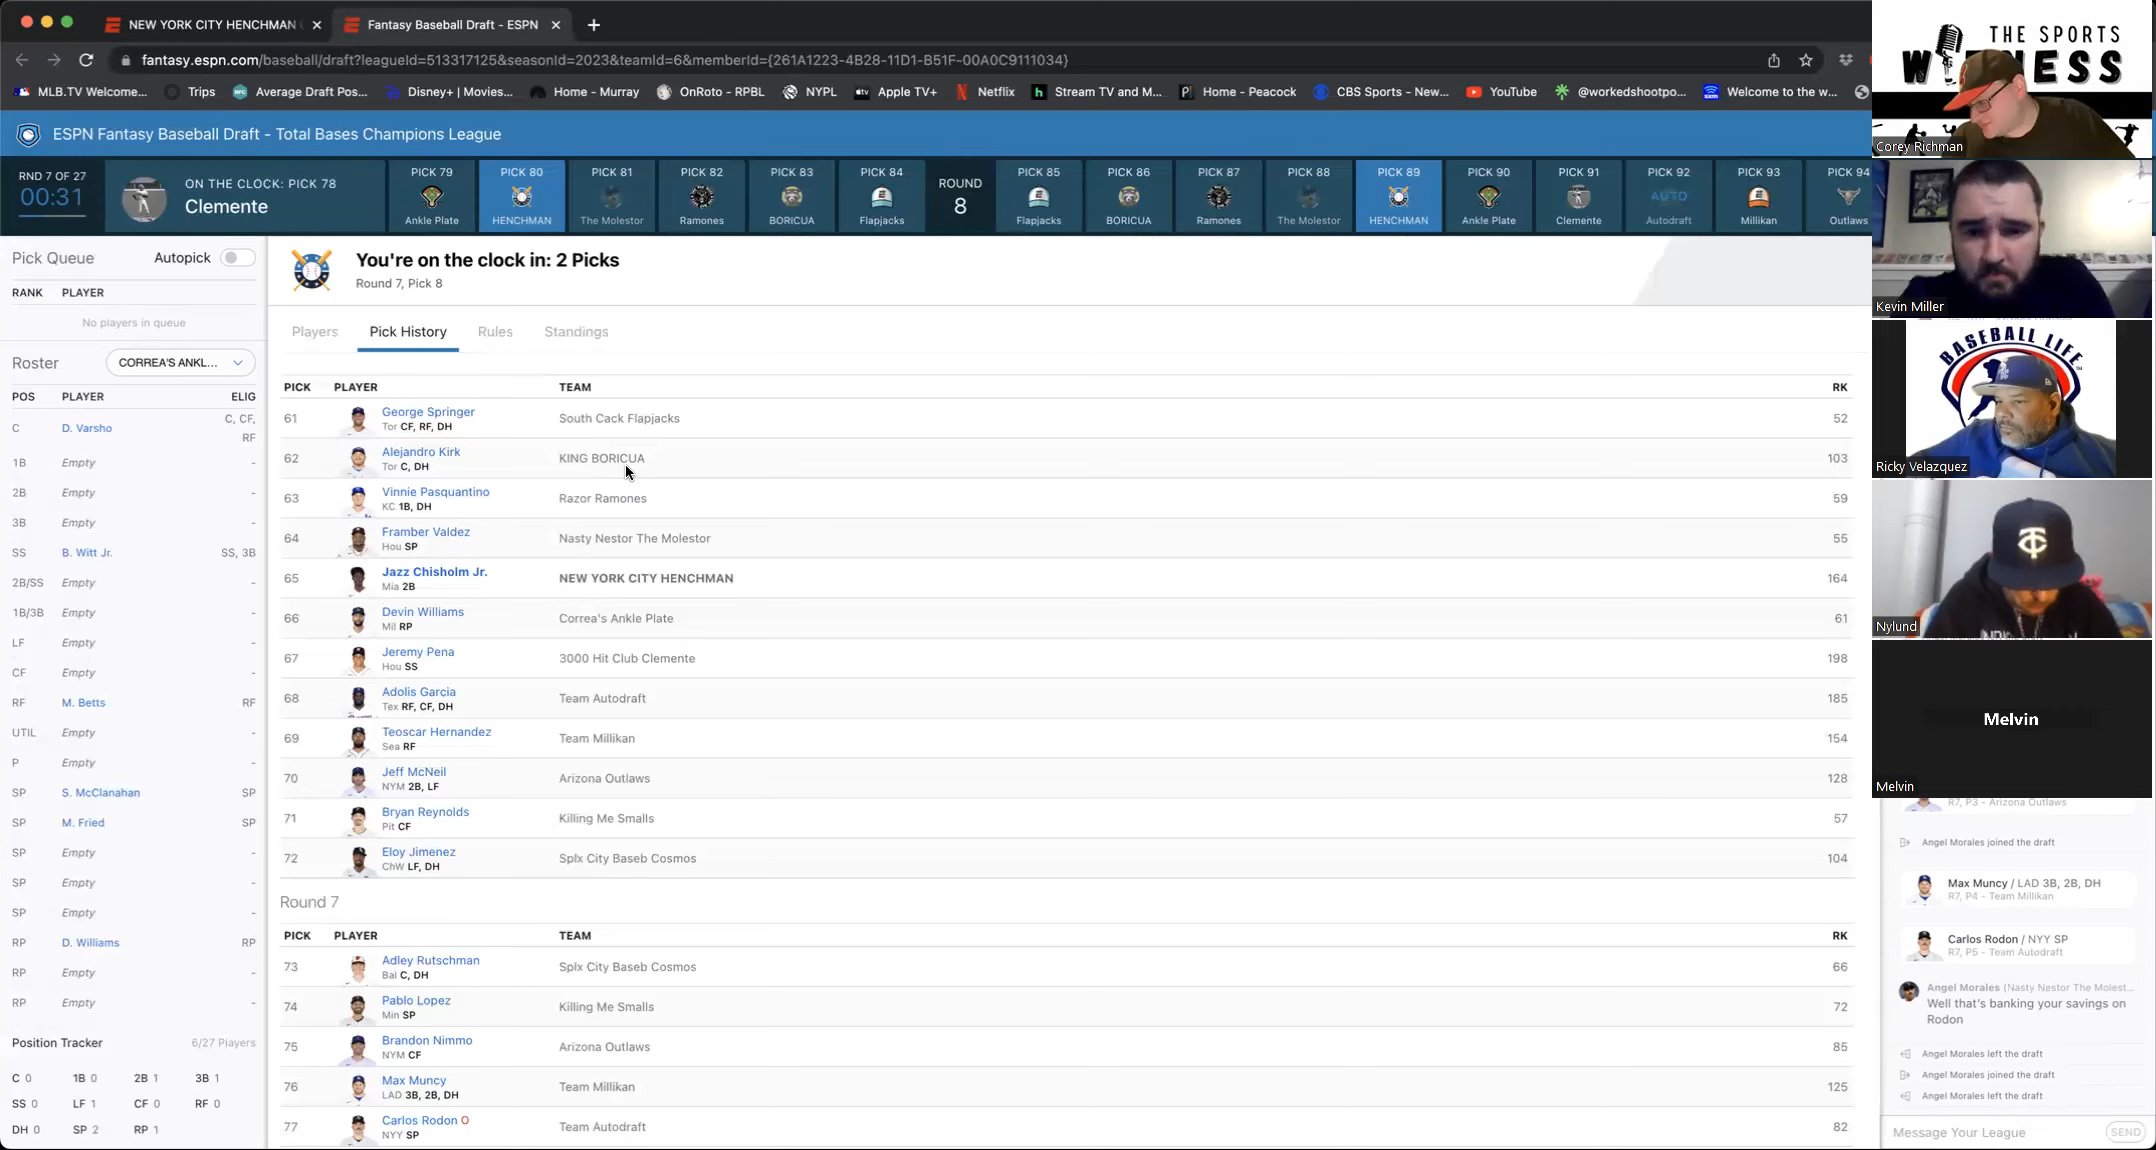 NEW YORK CITY HENCHMAN
Fantasy Baseball Draft - ESPN
fantasy.espn.com/baseball/draft?leagueId=513317125&seasonId=2023&teamId=6&memberId={261A1223-4B28-11D1-B51F-00A0C9111034}
MLB.TV Welcome...
Trips
Average Draft Pos...
Disney+ | Movies...
Home - Murray
OnRoto - RPBL
NYPL
Apple TV+
Netflix
Stream TV and M...
Home - Peacock
CBS Sports - New...
YouTube
@workedshootpo...
Welcome to the w...
ESPN Fantasy Baseball Draft - Total Bases Champions League
RND 7 OF 27
00:31
ON THE CLOCK: PICK 78
Clemente
PICK 79
Ankle Plate
PICK 80
HENCHMAN
PICK 81
The Molestor
PICK 82
Ramones
PICK 83
BORICUA
PICK 84
Flapjacks
ROUND
8
PICK 85
Flapjacks
PICK 86
BORICUA
PICK 87
Ramones
PICK 88
The Molestor
PICK 89
HENCHMAN
PICK 90
Ankle Plate
PICK 91
Clemente
PICK 92
AUTO
Autodraft
PICK 93
Millikan
PICK 94
Outlaws
Pick Queue
Autopick
RANK PLAYER
No players in queue
Roster
CORREA'S ANKL...
POS PLAYER ELIG
C D. Varsho C, CF, RF
1B Empty -
2B Empty -
3B Empty -
SS B. Witt Jr. SS, 3B
2B/SS Empty -
1B/3B Empty -
LF Empty -
CF Empty -
RF M. Betts RF
UTIL Empty -
P Empty -
SP S. McClanahan SP
SP M. Fried SP
SP Empty -
SP Empty -
SP Empty -
RP D. Williams RP
RP Empty -
RP Empty -
Position Tracker 6/27 Players
C 0 1B 0 2B 1 3B 1
SS 0 LF 1 CF 0 RF 0
DH 0 SP 2 RP 1
You're on the clock in: 2 Picks
Round 7, Pick 8
Players Pick History Rules Standings
PICK PLAYER TEAM RK
61 George Springer South Cack Flapjacks 52
Tor CF, RF, DH
62 Alejandro Kirk KING BORICUA 103
Tor C, DH
63 Vinnie Pasquantino Razor Ramones 59
KC 1B, DH
64 Framber Valdez Nasty Nestor The Molestor 55
Hou SP
65 Jazz Chisholm Jr. NEW YORK CITY HENCHMAN 164
Mia 2B
66 Devin Williams Correa's Ankle Plate 61
Mil RP
67 Jeremy Pena 3000 Hit Club Clemente 198
Hou SS
68 Adolis Garcia Team Autodraft 185
Tex RF, CF, DH
69 Teoscar Hernandez Team Millikan 154
Sea RF
70 Jeff McNeil Arizona Outlaws 128
NYM 2B, LF
71 Bryan Reynolds Killing Me Smalls 57
Pit CF
72 Eloy Jimenez Splx City Baseb Cosmos 104
ChW LF, DH
Round 7
PICK PLAYER TEAM RK
73 Adley Rutschman Splx City Baseb Cosmos 66
Bal C, DH
74 Pablo Lopez Killing Me Smalls 72
Min SP
75 Brandon Nimmo Arizona Outlaws 85
NYM CF
76 Max Muncy Team Millikan 125
LAD 3B, 2B, DH
77 Carlos Rodon O Team Autodraft 82
NYY SP
THE SPORTS
WITNESS
Corey Richman
Kevin Miller
BASEBALL LIFE
Ricky Velazquez
TC
Nylund
Melvin
Melvin
R7, P3 - Arizona Outlaws
Angel Morales joined the draft
Max Muncy / LAD 3B, 2B, DH
R7, P4 - Team Millikan
Carlos Rodon / NYY SP
R7, P5 - Team Autodraft
Angel Morales (Nasty Nestor The Molest...
Well that's banking your savings on
Rodon
Angel Morales left the draft
Angel Morales joined the draft
Angel Morales left the draft
Message Your League
SEND